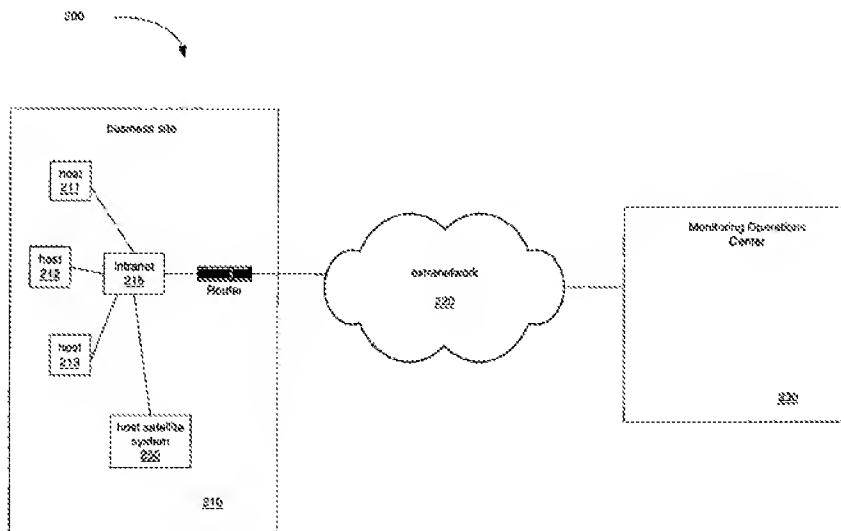 200
business site
host
211
host
212
intranet
215
Router
host
213
host satellite
system
210
extranetwork
220
Monitoring Operations
Center
230